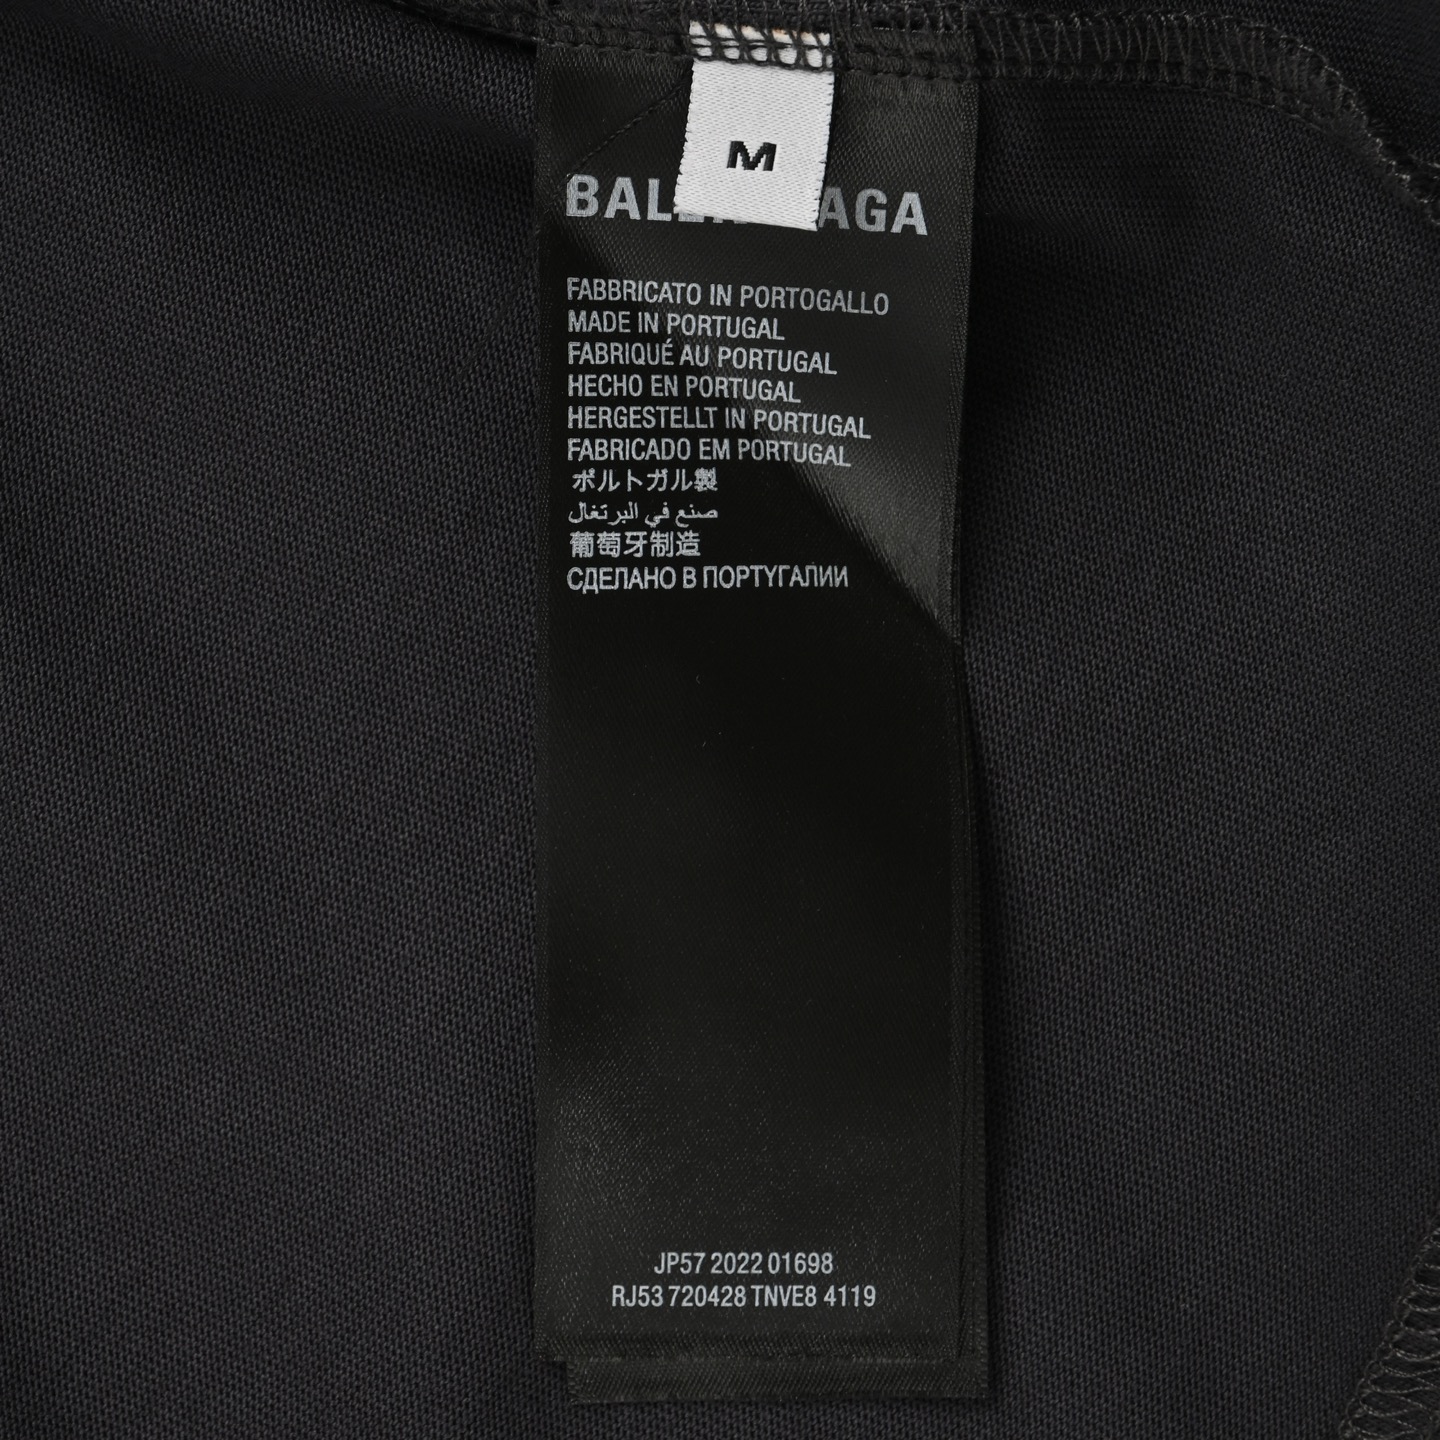 M
BALENCIAGA
FABBRICATO IN PORTOGALLO
MADE IN PORTUGAL
FABRIQUÉ AU PORTUGAL
HECHO EN PORTUGAL
HERGESTELLT IN PORTUGAL
FABRICADO EM PORTUGAL
ポルトガル製
صنع في البرتغال
葡萄牙制造
СДЕЛАНО В ПОРТУГАЛИИ
JP57 2022 01698
RJ53 720428 TNVE8 4119